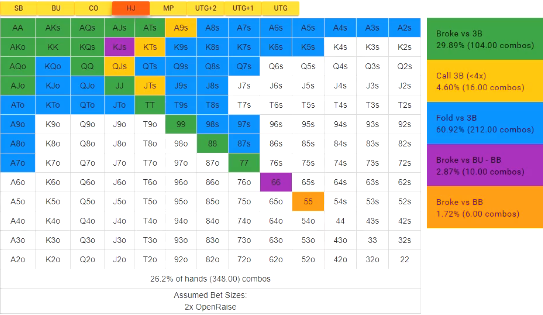 SB BU CO HJ MP UTG+2 UTG+1 UTG
AA AKs AQs AJs ATs A9s A8s A7s A6s A5s A4s A3s A2s
AKo KK KQs KJs KTs K9s K8s K7s K6s K5s K4s K3s K2s
AQo KQo QQ QJs QTs Q9s Q8s Q7s Q6s Q5s Q4s Q3s Q2s
AJo KJo QJo JJ JTs J9s J8s J7s J6s J5s J4s J3s J2s
ATo KTo QTo JTo TT T9s T8s T7s T6s T5s T4s T3s T2s
A9o K9o Q9o J9o T9o 99 98s 97s 96s 95s 94s 93s 92s
A8o K8o Q8o J8o T8o 98o 88 87s 86s 85s 84s 83s 82s
A7o K7o Q7o J7o T7o 97o 87o 77 76s 75s 74s 73s 72s
A6o K6o Q6o J6o T6o 96o 86o 76o 66 65s 64s 63s 62s
A5o K5o Q5o J5o T5o 95o 85o 75o 65o 55 54s 53s 52s
A4o K4o Q4o J4o T4o 94o 84o 74o 64o 54o 44 43s 42s
A3o K3o Q3o J3o T3o 93o 83o 73o 63o 53o 43o 33 32s
A2o K2o Q2o J2o T2o 92o 82o 72o 62o 52o 42o 32o 22
26.2% of hands (348.00) combos
Assumed Bet Sizes:
2x OpenRaise
Broke vs 3B
29.89% (104.00 combos)
Call 3B (<4x)
4.60% (16.00 combos)
Fold vs 3B
60.92% (212.00 combos)
Broke vs BU - BB
2.87% (10.00 combos)
Broke vs BB
1.72% (6.00 combos)